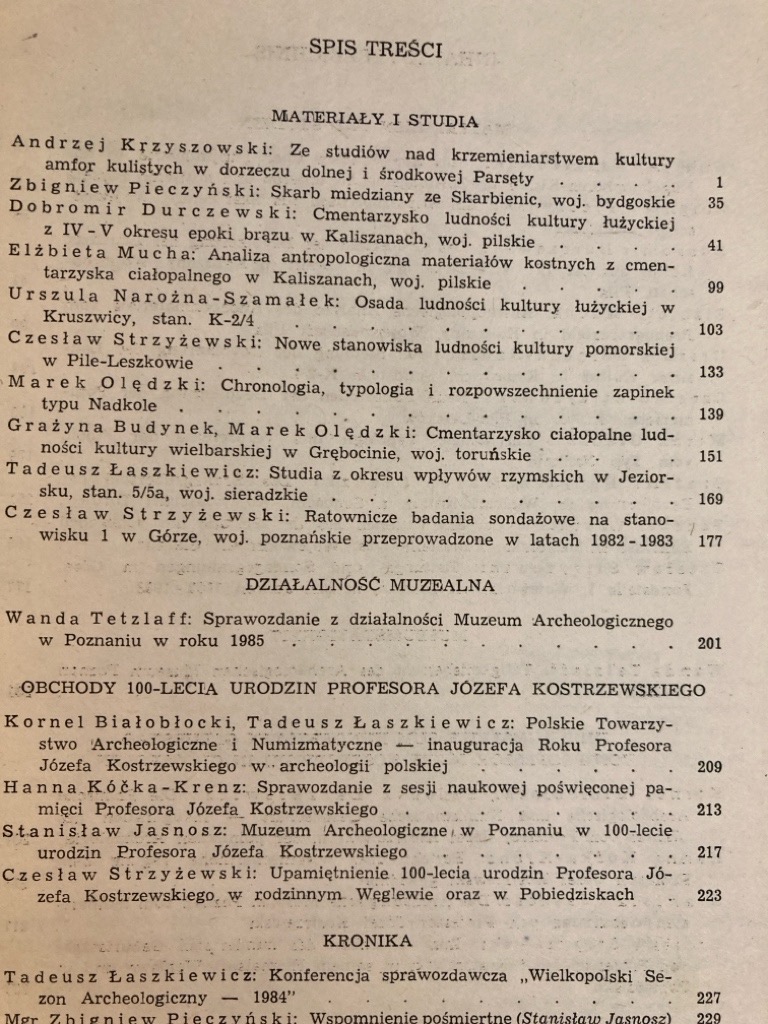 SPIS TREŚCI
MATERIAŁY I STUDIA
Andrzej Krzyszowski: Ze studiów nad krzemieniarstwem kultury
amfor kulistych w dorzeczu dolnej i środkowej Parsęty . . . . 1
Zbigniew Pieczyński: Skarb miedziany ze Skarbienic, woj. bydgoskie 35
Dobromir Durczewski: Cmentarzysko ludności kultury łużyckiej
z IV-V okresu epoki brązu w Kaliszanach, woj. pilskie . . . . 41
Elżbieta Mucha: Analiza antropologiczna materiałów kostnych z cmen-
tarzyska ciałopalnego w Kaliszanach, woj. pilskie . . . . . 99
Urszula Narożna-Szamałek: Osada ludności kultury łużyckiej w
Kruszwicy, stan. K-2/4 . . . . . . . . . . 103
Czesław Strzyżewski: Nowe stanowiska ludności kultury pomorskiej
w Pile-Leszkowie . . . . . . . . . . . . 133
Marek Olędzki: Chronologia, typologia i rozpowszechnienie zapinek
typu Nadkole . . . . . . . . . . . . . 139
Grażyna Budynek, Marek Olędzki: Cmentarzysko ciałopalne lud-
ności kultury wielbarskiej w Grębocinie, woj. toruńskie . . . . 151
Tadeusz Łaszkiewicz: Studia z okresu wpływów rzymskich w Jezior-
sku, stan. 5/5a, woj. sieradzkie . . . . . . . . . 169
Czesław Strzyżewski: Ratownicze badania sondażowe na stano-
wisku 1 w Górze, woj. poznańskie przeprowadzone w latach 1982-1983 177
DZIAŁALNOŚĆ MUZEALNA
Wanda Tetzlaff: Sprawozdanie z działalności Muzeum Archeologicznego
w Poznaniu w roku 1985 . . . . . . . . . . 201
OBCHODY 100-LECIA URODZIN PROFESORA JÓZEFA KOSTRZEWSKIEGO
Kornel Białobłocki, Tadeusz Łaszkiewicz: Polskie Towarzy-
stwo Archeologiczne i Numizmatyczne — inauguracja Roku Profesora
Józefa Kostrzewskiego w archeologii polskiej . . . . . . 209
Hanna Kóčka-Krenz: Sprawozdanie z sesji naukowej poświęconej pa-
mięci Profesora Józefa Kostrzewskiego . . . . . . . . 213
Stanisław Jasnosz: Muzeum Archeologiczne w Poznaniu w 100-lecie
urodzin Profesora Józefa Kostrzewskiego . . . . . . . 217
Czesław Strzyżewski: Upamiętnienie 100-lecia urodzin Profesora Jó-
zefa Kostrzewskiego w rodzinnym Węglewie oraz w Pobiedziskach . 223
KRONIKA
Tadeusz Łaszkiewicz: Konferencja sprawozdawcza „Wielkopolski Se-
zon Archeologiczny — 1984” . . . . . . . . . . 227
Mgr Zbigniew Pieczyński: Wspomnienie pośmiertne (Stanisław Jasnosz) 229